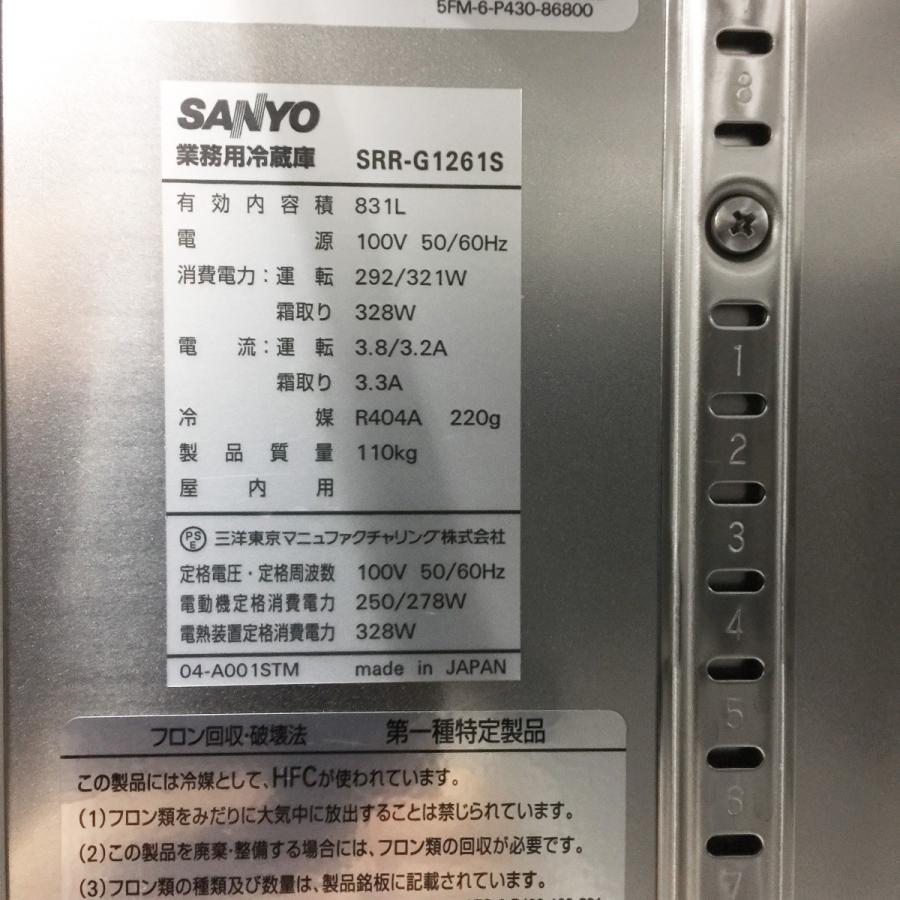 5FM-6-P430-86800
SANYO
業務用冷蔵庫 SRR-G1261S
有効内容積 831L
電源 100V 50/60Hz
消費電力：運転 292/321W
霜取り 328W
電流：運転 3.8/3.2A
霜取り 3.3A
冷媒 R404A 220g
製品質量 110kg
屋内用
PSE 三洋東京マニュファクチャリング株式会社
定格電圧・定格周波数 100V 50/60Hz
電動機定格消費電力 250/278W
電熱装置定格消費電力 328W
04-A001STM made in JAPAN
フロン回収・破壊法 第一種特定製品
この製品には冷媒として、HFCが使われています。
(1)フロン類をみだりに大気中に放出することは禁じられています。
(2)この製品を廃棄・整備する場合には、フロン類の回収が必要です。
(3)フロン類の種類及び数量は、製品銘板に記載されています。
8
1
2
3
4
5
6
7